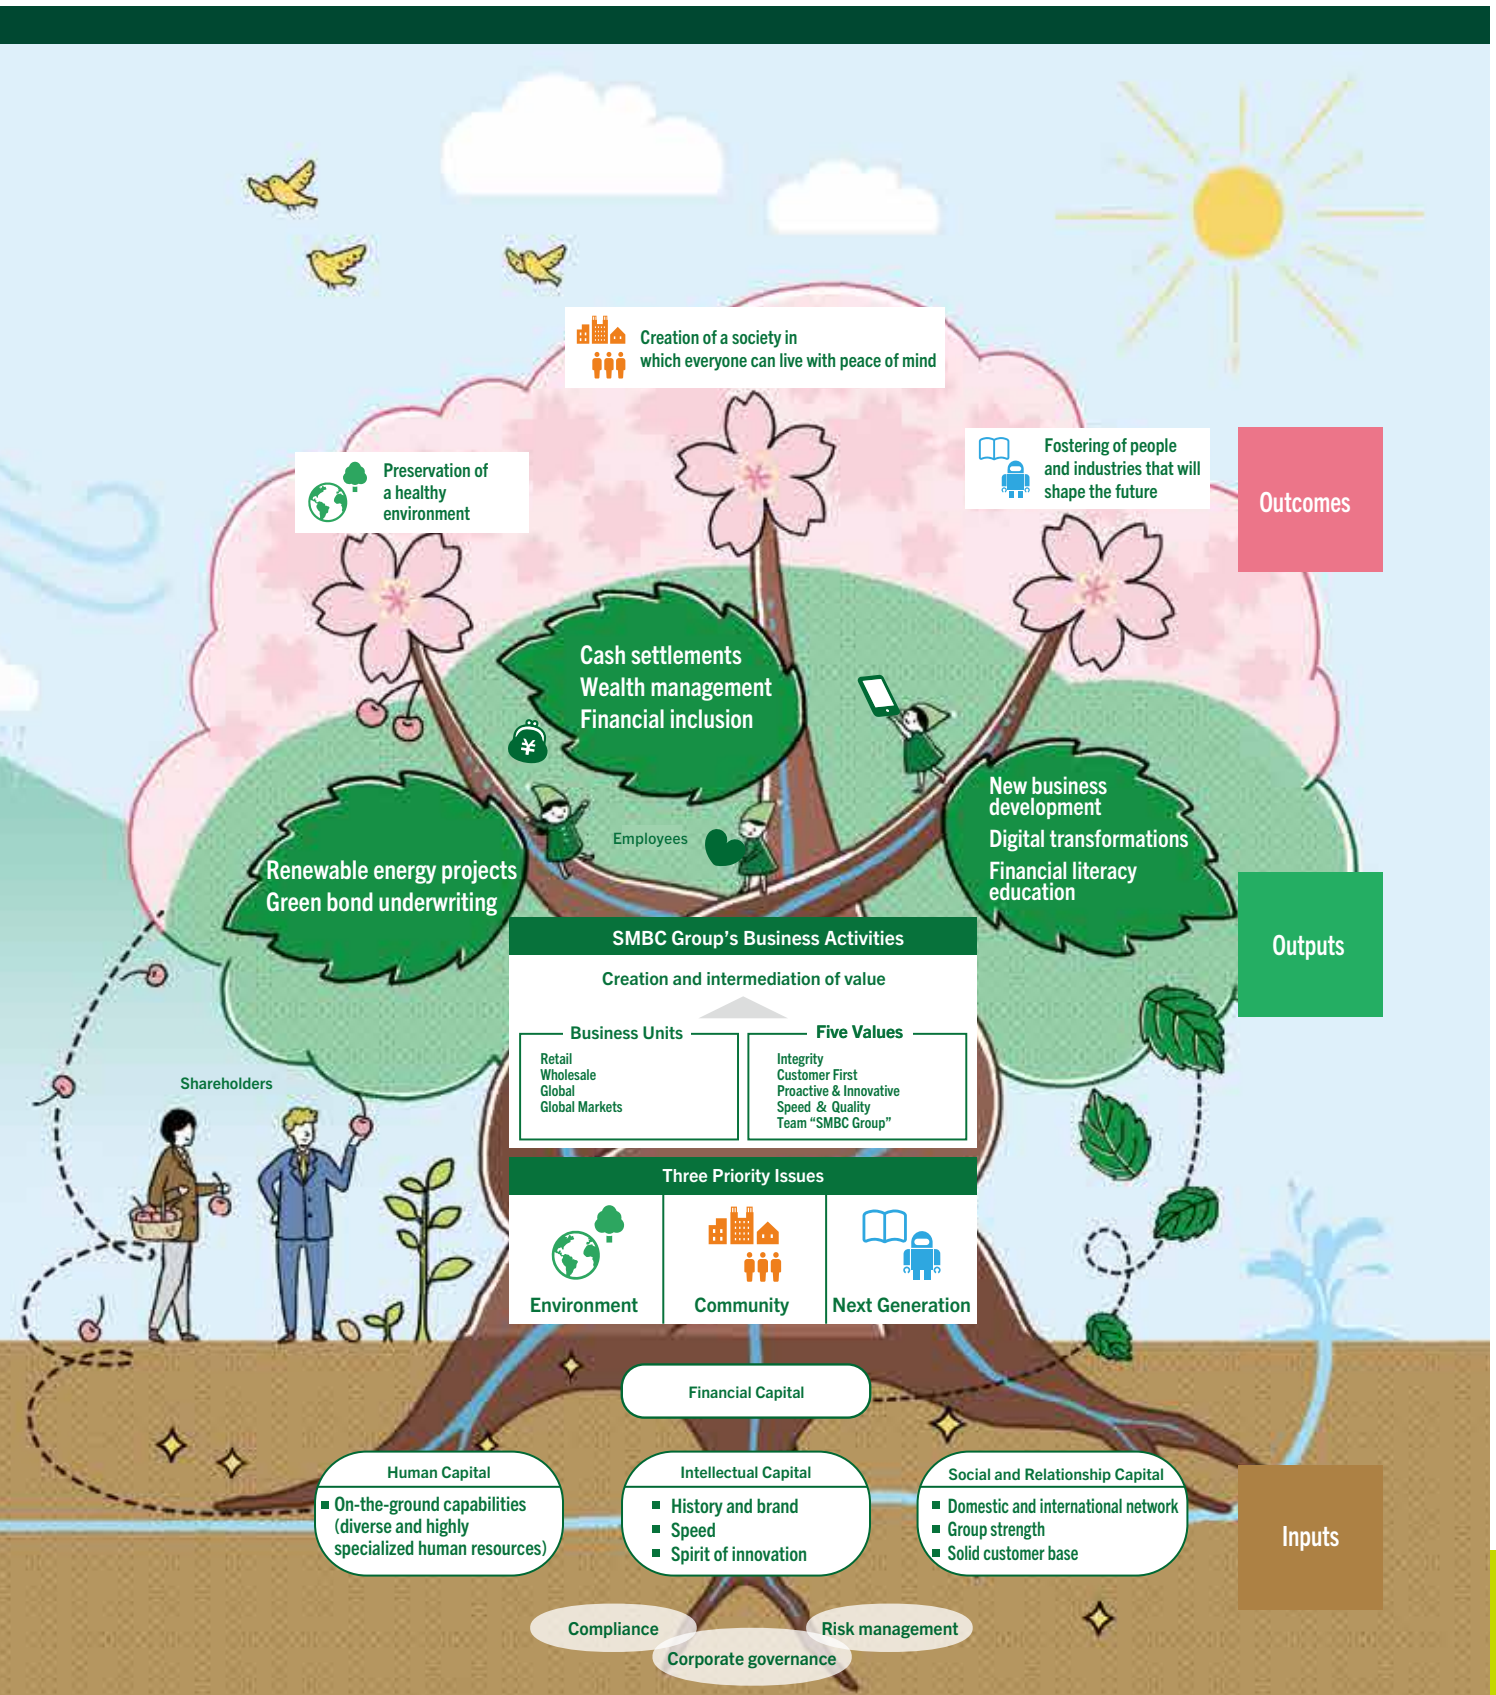 Creation of a society in
which everyone can live with peace of mind
Preservation of
a healthy
environment
Fostering of people
and industries that will
shape the future
Outcomes
Cash settlements
Wealth management
Financial inclusion
¥
Employees
Renewable energy projects
Green bond underwriting
New business
development
Digital transformations
Financial literacy
education
Outputs
SMBC Group's Business Activities
Creation and intermediation of value
Business Units
Retail
Wholesale
Global
Global Markets
Five Values
Integrity
Customer First
Proactive & Innovative
Speed & Quality
Team “SMBC Group”
Shareholders
Three Priority Issues
Environment
Community
Next Generation
Financial Capital
Human Capital
■ On-the-ground capabilities
(diverse and highly
specialized human resources)
Intellectual Capital
■ History and brand
■ Speed
■ Spirit of innovation
Social and Relationship Capital
■ Domestic and international network
■ Group strength
■ Solid customer base
Inputs
Compliance
Risk management
Corporate governance